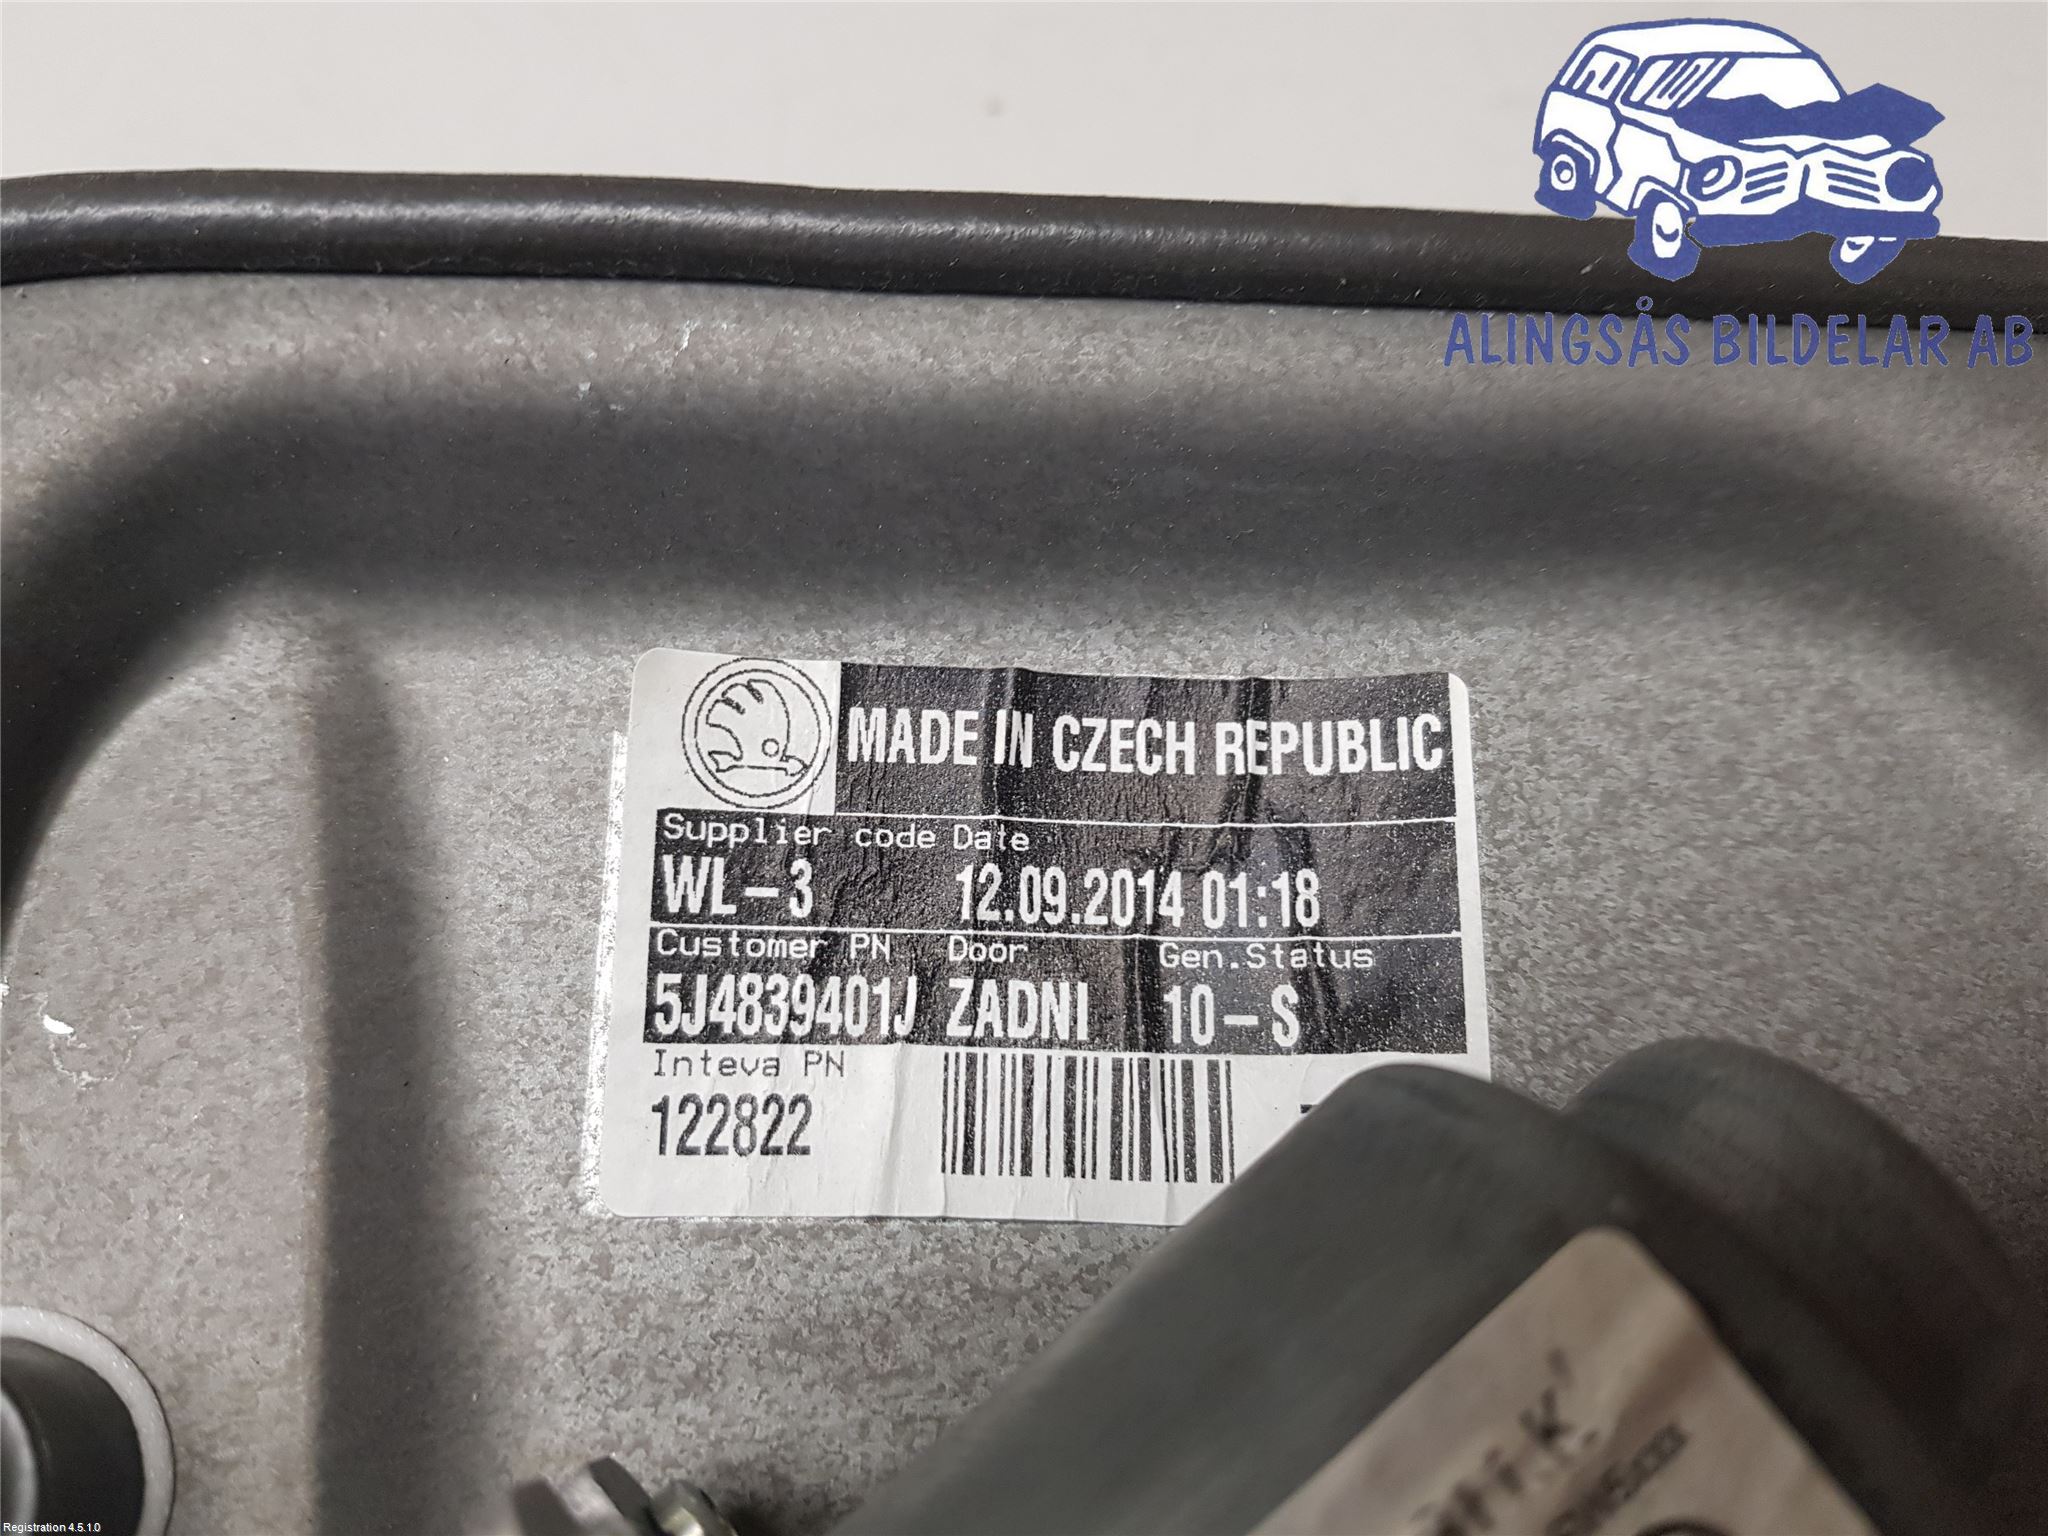 ALINGSÅS BILDELAR AB
MADE IN CZECH REPUBLIC
Supplier code Date
WL-3 12.09.2014 01:18
Customer PN Door Gen.Status
5J4839401J ZADNI 10-S
Inteva PN
122822
Registration 4.5.1.0